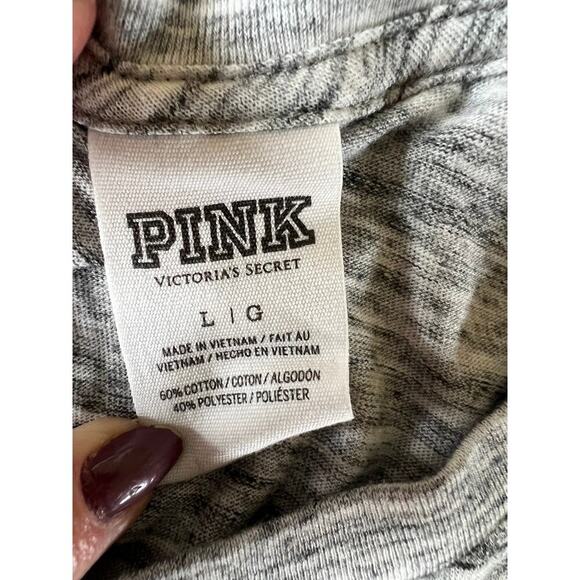 PINK
VICTORIA'S SECRET
L | G
MADE IN VIETNAM / FAIT AU
VIETNAM / HECHO EN VIETNAM
60% COTTON / COTON / ALGODÓN
40% POLYESTER / POLIÉSTER